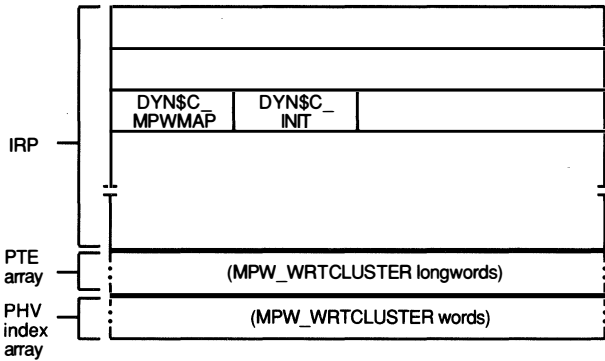 DYN$C_ DYN$C_
MPWMAP INIT
IRP
PTE
array
(MPW_WRTCLUSTER longwords)
PHV
index
array
(MPW_WRTCLUSTER words)